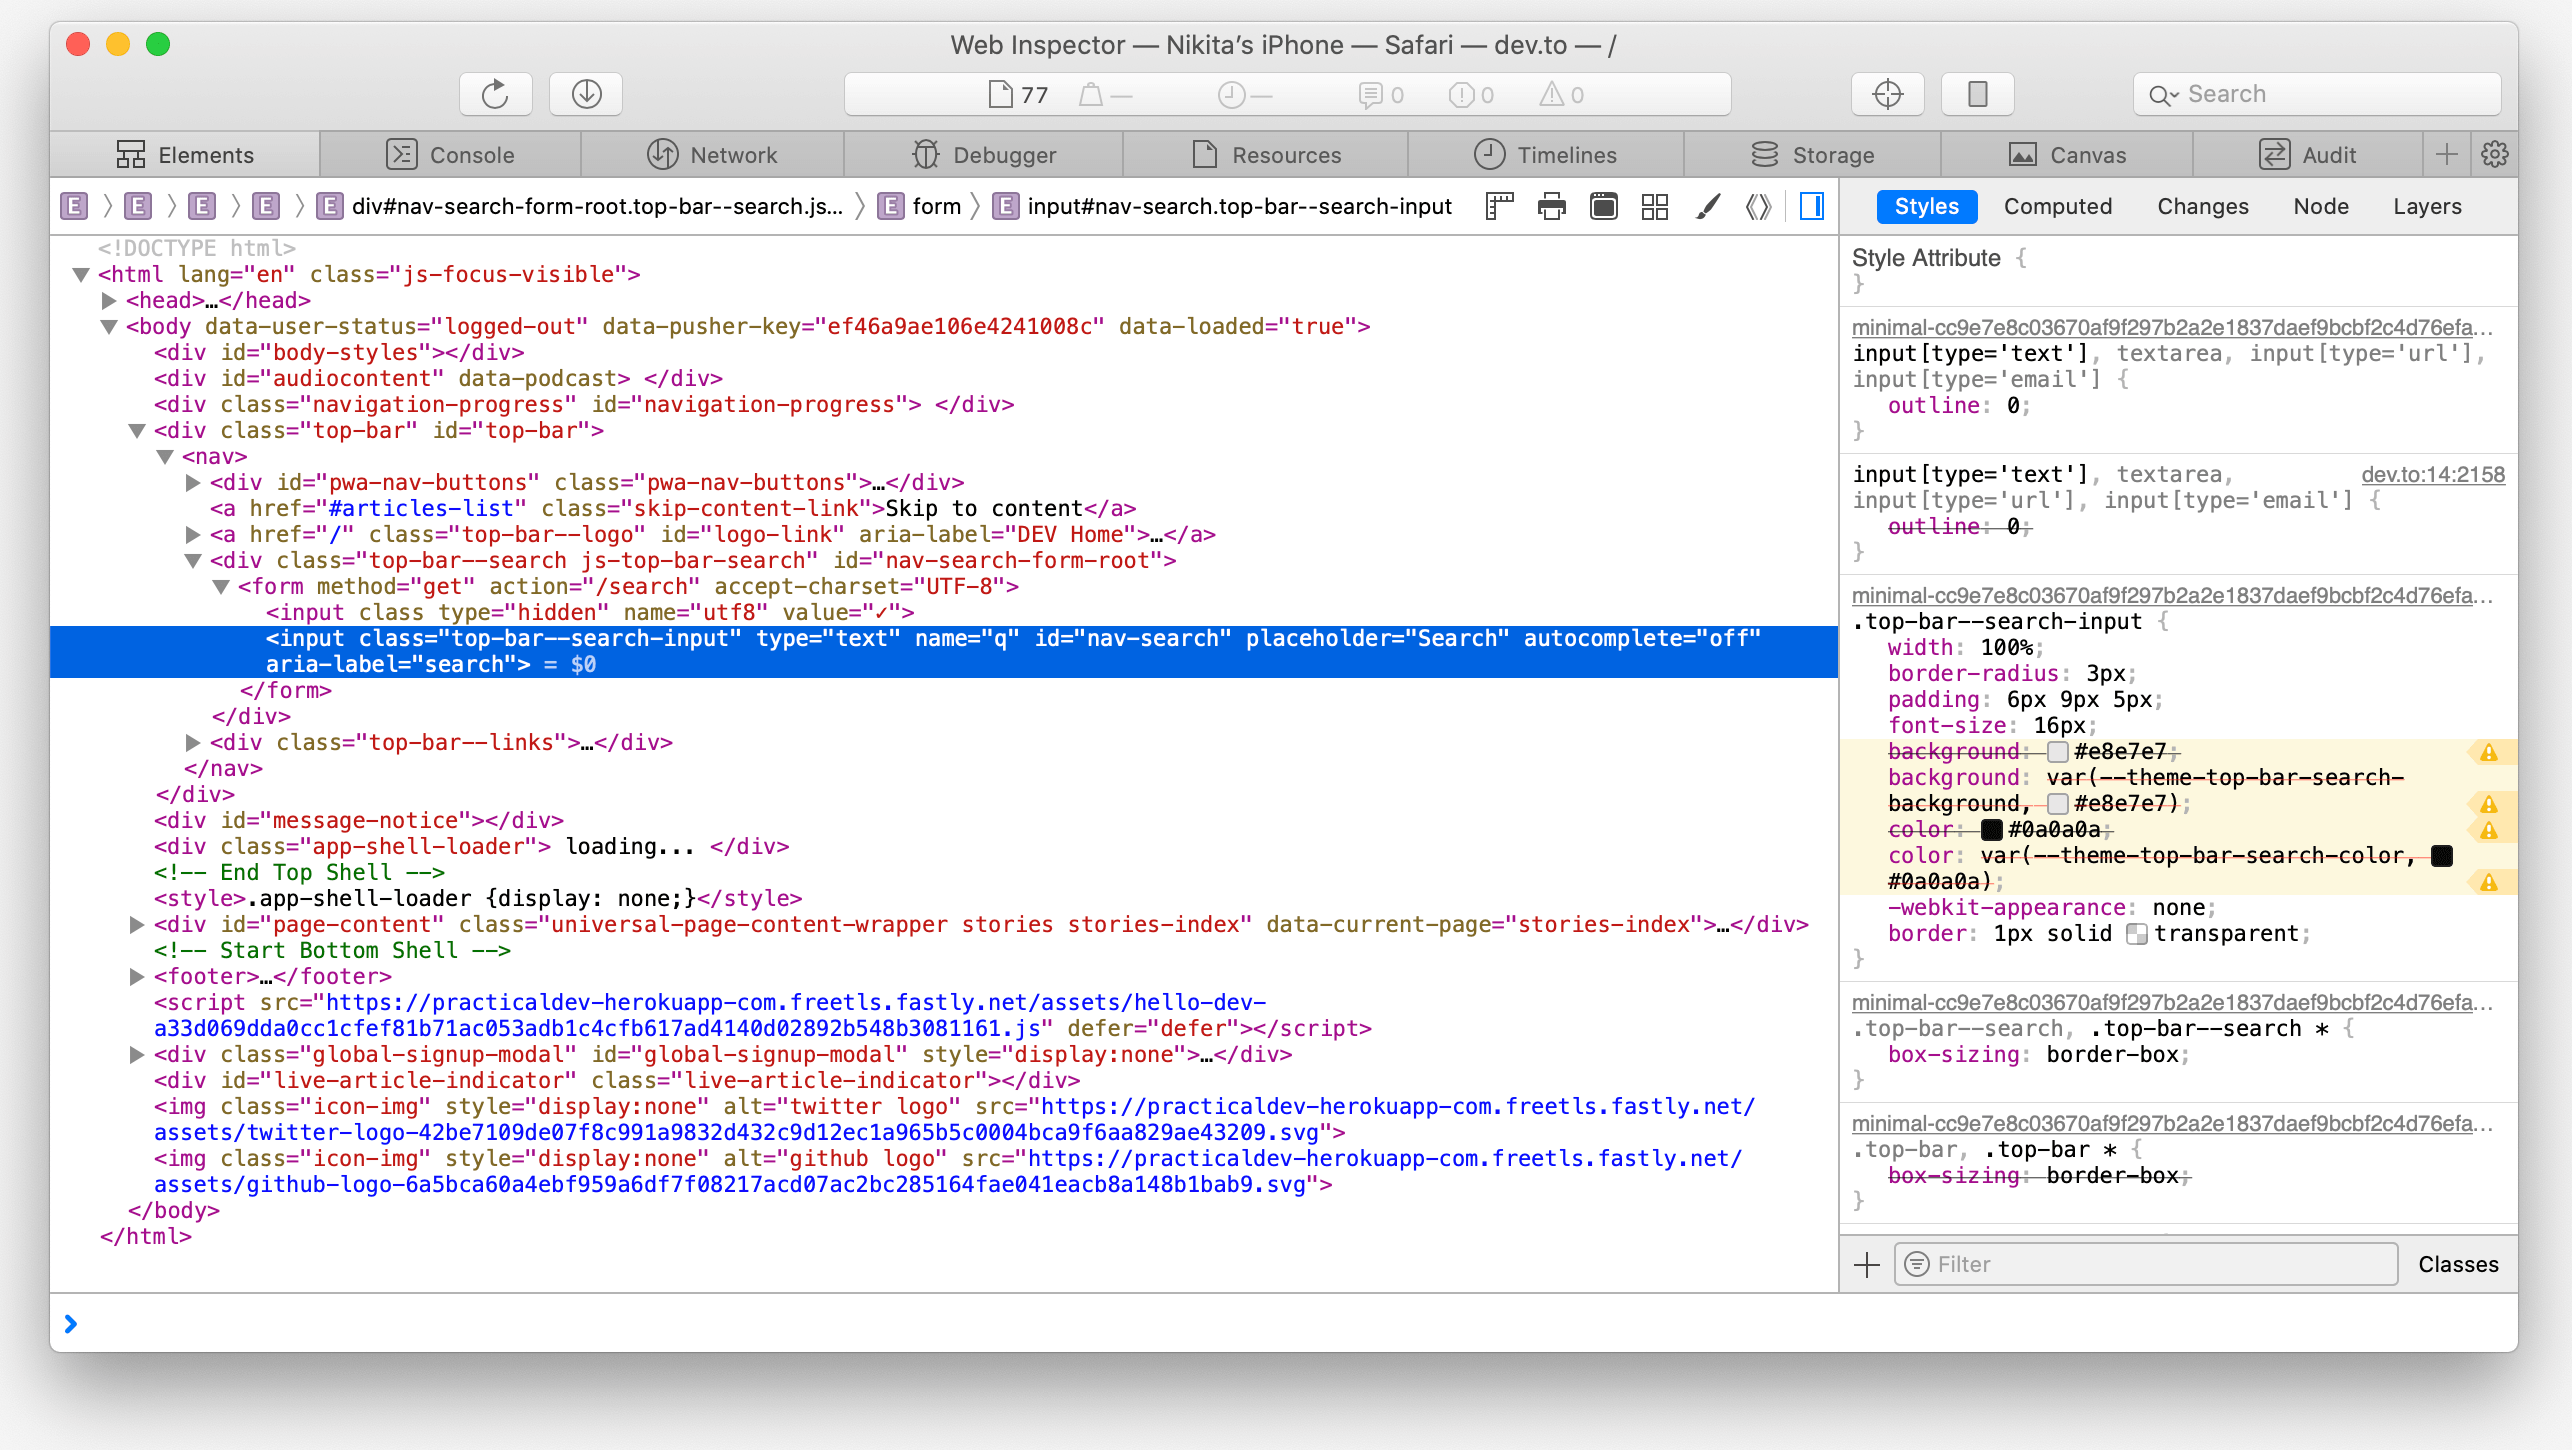 Web Inspector — Nikita’s iPhone — Safari — dev.to — /
77 — — 0 0 0 Search
Elements Console Network Debugger Resources Timelines Storage Canvas Audit
E E E E E div#nav-search-form-root.top-bar--search.js... E form E input#nav-search.top-bar--search-input
Styles Computed Changes Node Layers
<!DOCTYPE html>
<html lang="en" class="js-focus-visible">
<head>…</head>
<body data-user-status="logged-out" data-pusher-key="ef46a9ae106e4241008c" data-loaded="true">
<div id="body-styles"></div>
<div id="audiocontent" data-podcast> </div>
<div class="navigation-progress" id="navigation-progress"> </div>
<div class="top-bar" id="top-bar">
<nav>
<div id="pwa-nav-buttons" class="pwa-nav-buttons">…</div>
<a href="#articles-list" class="skip-content-link">Skip to content</a>
<a href="/" class="top-bar--logo" id="logo-link" aria-label="DEV Home">…</a>
<div class="top-bar--search js-top-bar-search" id="nav-search-form-root">
<form method="get" action="/search" accept-charset="UTF-8">
<input class type="hidden" name="utf8" value="✓">
<input class="top-bar--search-input" type="text" name="q" id="nav-search" placeholder="Search" autocomplete="off"
aria-label="search"> = $0
</form>
</div>
<div class="top-bar--links">…</div>
</nav>
</div>
<div id="message-notice"></div>
<div class="app-shell-loader"> loading... </div>
<!-- End Top Shell -->
<style>.app-shell-loader {display: none;}</style>
<div id="page-content" class="universal-page-content-wrapper stories stories-index" data-current-page="stories-index">…</div>
<!-- Start Bottom Shell -->
<footer>…</footer>
<script src="https://practicaldev-herokuapp-com.freetls.fastly.net/assets/hello-dev-
a33d069dda0cc1cfef81b71ac053adb1c4cfb617ad4140d02892b548b3081161.js" defer="defer"></script>
<div class="global-signup-modal" id="global-signup-modal" style="display:none">…</div>
<div id="live-article-indicator" class="live-article-indicator"></div>
<img class="icon-img" style="display:none" alt="twitter logo" src="https://practicaldev-herokuapp-com.freetls.fastly.net/
assets/twitter-logo-42be7109de07f8c991a9832d432c9d12ec1a965b5c0004bca9f6aa829ae43209.svg">
<img class="icon-img" style="display:none" alt="github logo" src="https://practicaldev-herokuapp-com.freetls.fastly.net/
assets/github-logo-6a5bca60a4ebf959a6df7f08217acd07ac2bc285164fae041eacb8a148b1bab9.svg">
</body>
</html>
Style Attribute {
}
minimal-cc9e7e8c03670af9f297b2a2e1837daef9bcbf2c4d76efa…
input[type='text'], textarea, input[type='url'],
input[type='email'] {
outline: 0;
}
input[type='text'], textarea, dev.to:14:2158
input[type='url'], input[type='email'] {
outline: 0;
}
minimal-cc9e7e8c03670af9f297b2a2e1837daef9bcbf2c4d76efa…
.top-bar--search-input {
width: 100%;
border-radius: 3px;
padding: 6px 9px 5px;
font-size: 16px;
background: #e8e7e7;
background: var(--theme-top-bar-search-
background, #e8e7e7);
color: #0a0a0a;
color: var(--theme-top-bar-search-color,
#0a0a0a);
-webkit-appearance: none;
border: 1px solid transparent;
}
minimal-cc9e7e8c03670af9f297b2a2e1837daef9bcbf2c4d76efa…
.top-bar--search, .top-bar--search * {
box-sizing: border-box;
}
minimal-cc9e7e8c03670af9f297b2a2e1837daef9bcbf2c4d76efa…
.top-bar, .top-bar * {
box-sizing: border-box;
}
Filter Classes